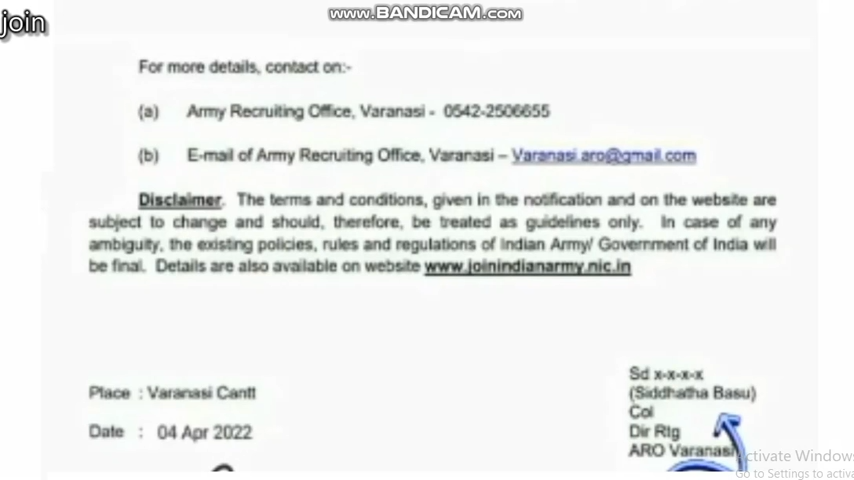 www.BANDICAM.com
join
For more details, contact on:-
(a) Army Recruiting Office, Varanasi - 0542-2506655
(b) E-mail of Army Recruiting Office, Varanasi – Varanasi.aro@gmail.com
Disclaimer. The terms and conditions, given in the notification and on the website are
subject to change and should, therefore, be treated as guidelines only. In case of any
ambiguity, the existing policies, rules and regulations of Indian Army/ Government of India will
be final. Details are also available on website www.joinindianarmy.nic.in
Sd x-x-x-x
(Siddhatha Basu)
Col
Dir Rtg
ARO Varanasi
Place : Varanasi Cantt
Date : 04 Apr 2022
ctivate Windows
Go to Settings to activa